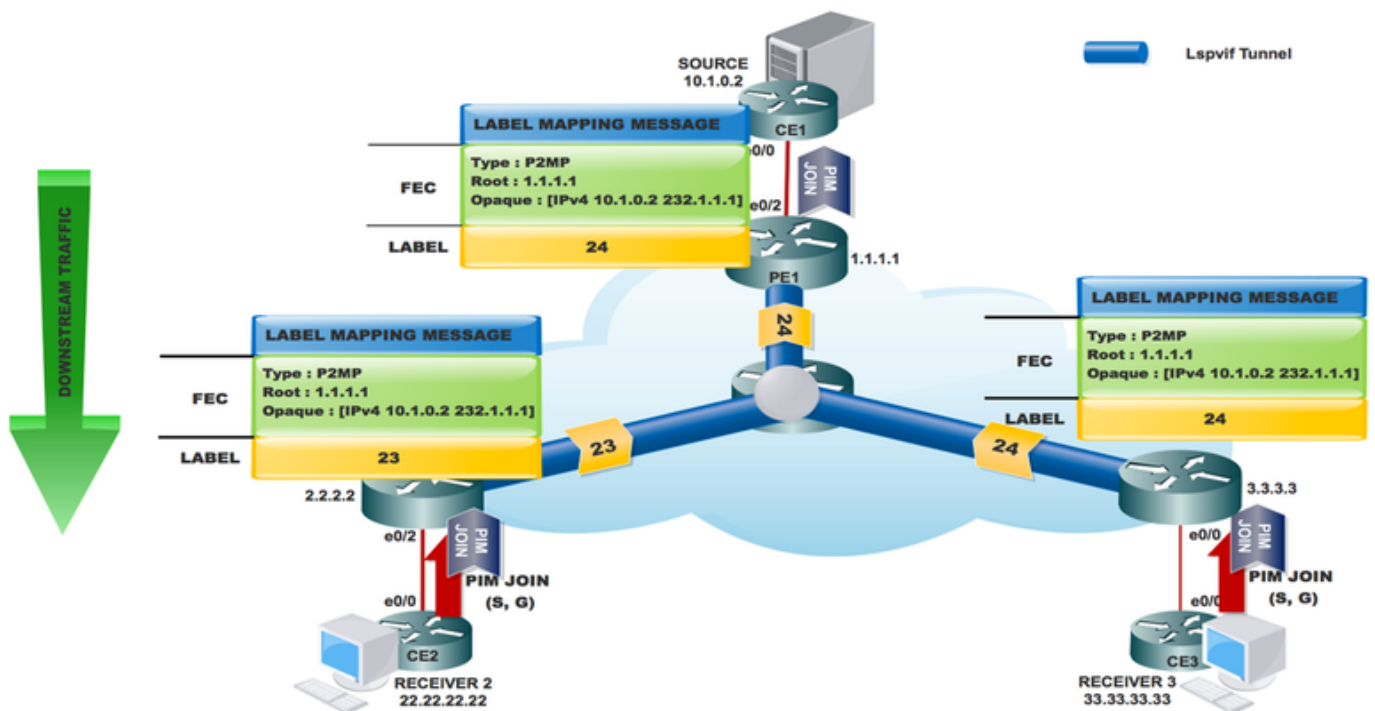 SOURCE
10.1.0.2
Lspvif Tunnel
CE1
e0/0
PIM
JOIN
e0/2
PE1
1.1.1.1
LABEL MAPPING MESSAGE
FEC
Type : P2MP
Root : 1.1.1.1
Opaque : [IPv4 10.1.0.2 232.1.1.1]
LABEL
24
DOWNSTREAM TRAFFIC
24
LABEL MAPPING MESSAGE
FEC
Type : P2MP
Root : 1.1.1.1
Opaque : [IPv4 10.1.0.2 232.1.1.1]
LABEL
23
LABEL MAPPING MESSAGE
FEC
Type : P2MP
Root : 1.1.1.1
Opaque : [IPv4 10.1.0.2 232.1.1.1]
LABEL
24
23
24
2.2.2.2
e0/2
PIM
JOIN
PIM JOIN
(S, G)
e0/0
CE2
RECEIVER 2
22.22.22.22
3.3.3.3
e0/0
PIM
JOIN
PIM JOIN
(S, G)
e0/0
CE3
RECEIVER 3
33.33.33.33